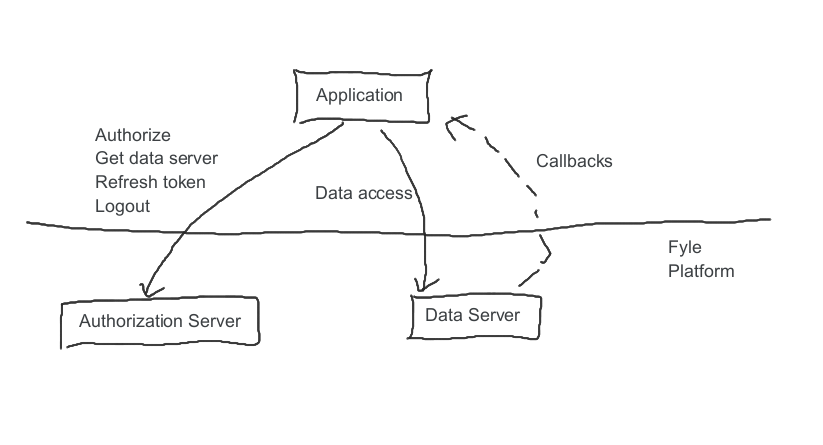 Application
Authorize
Get data server
Refresh token
Logout
Data access
Callbacks
Fyle
Platform
Authorization Server
Data Server